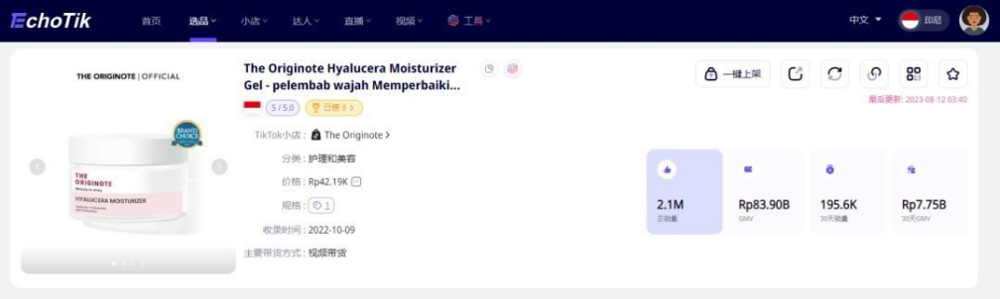 EchoTik
首页
选品
小店
达人
直播
视频
工具
中文
印尼
THE ORIGINOTE | OFFICIAL
BRAND
CHOICE
THE
ORIGINOTE
HYALUCERA MOISTURIZER
The Originote Hyalucera Moisturizer
Gel - pelembab wajah Memperbaiki...
5 / 5.0
日榜 8 >
TikTok小店 : The Originote >
分类 : 护理和美容
价格 : Rp42.19K
规格 : 1
收录时间 : 2022-10-09
主要带货方式 : 视频带货
一键上架
最后更新: 2023-08-12 03:40
2.1M
总销量
Rp83.90B
GMV
195.6K
30天销量
Rp7.75B
30天GMV